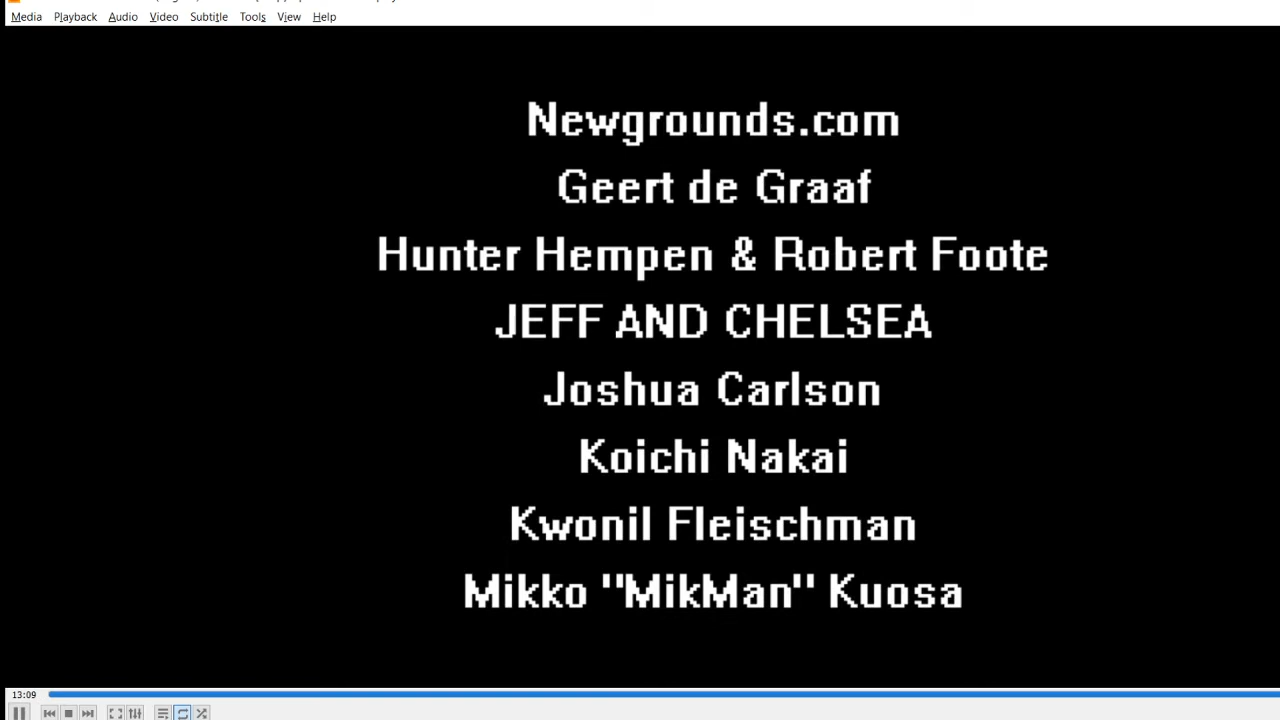 Media Playback Audio Video Subtitle Tools View Help
Newgrounds.com
Geert de Graaf
Hunter Hempen & Robert Foote
JEFF AND CHELSEA
Joshua Carlson
Koichi Nakai
Kwonil Fleischman
Mikko "MikMan" Kuosa
13:09